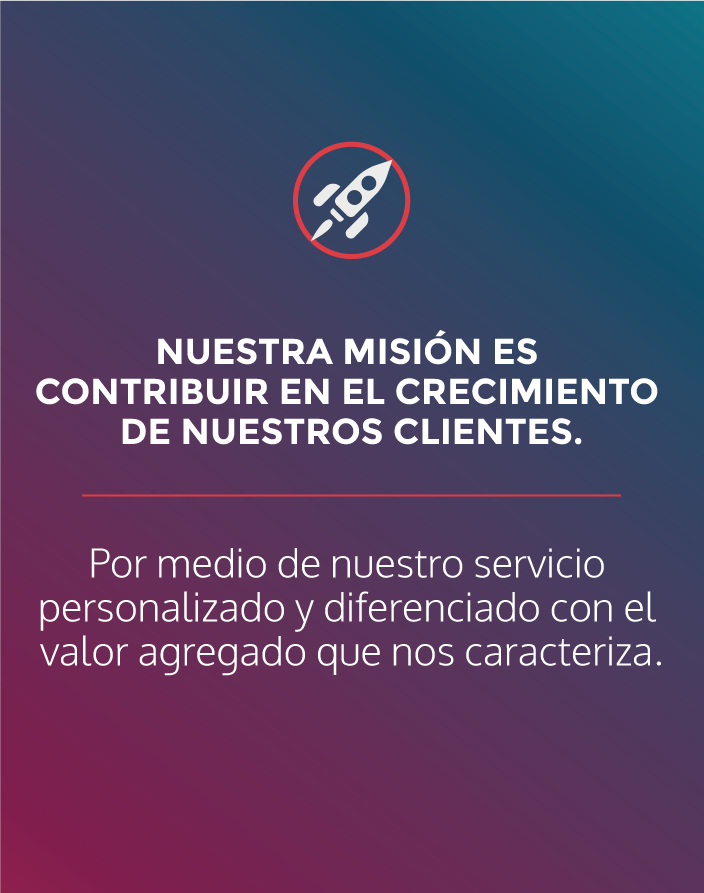 NUESTRA MISIÓN ES
CONTRIBUIR EN EL CRECIMIENTO
DE NUESTROS CLIENTES.
Por medio de nuestro servicio
personalizado y diferenciado con el
valor agregado que nos caracteriza.